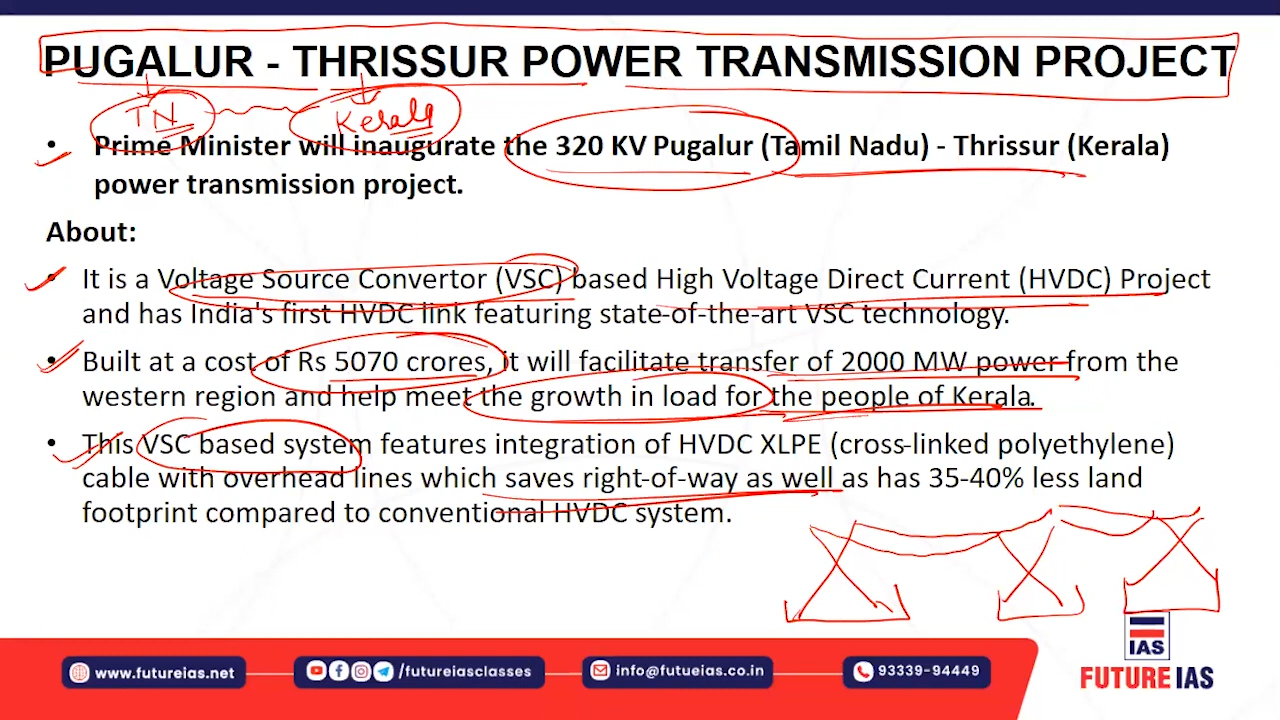 PUGALUR - THRISSUR POWER TRANSMISSION PROJECT
TN Kerala
• Prime Minister will inaugurate the 320 KV Pugalur (Tamil Nadu) - Thrissur (Kerala)
power transmission project.
About:
• It is a Voltage Source Convertor (VSC) based High Voltage Direct Current (HVDC) Project
and has India's first HVDC link featuring state-of-the-art VSC technology.
• Built at a cost of Rs 5070 crores, it will facilitate transfer of 2000 MW power from the
western region and help meet the growth in load for the people of Kerala.
• This VSC based system features integration of HVDC XLPE (cross-linked polyethylene)
cable with overhead lines which saves right-of-way as well as has 35-40% less land
footprint compared to conventional HVDC system.
IAS
www.futureias.net /futureiasclasses info@futueias.co.in 93339-94449
FUTURE IAS